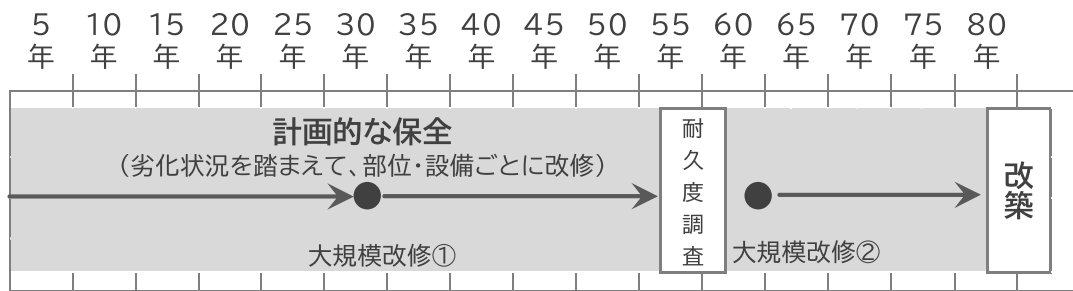 5年 10年 15年 20年 25年 30年 35年 40年 45年 50年 55年 60年 65年 70年 75年 80年
計画的な保全
（劣化状況を踏まえて、部位・設備ごとに改修）
大規模改修①
耐久度調査
大規模改修②
改築